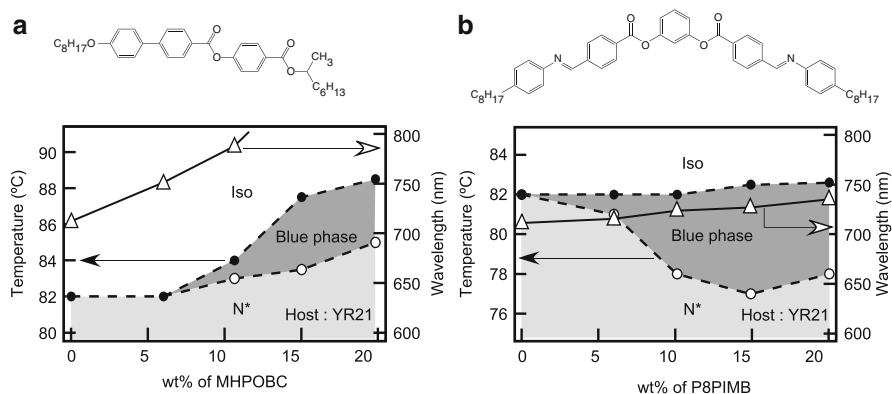 a
C8H17O
N
O
O
O
O
CH3
C6H13
Temperature (ºC)
90
88
86
84
82
80
Iso
Blue phase
N*
Host : YR21
800
750
700
650
600
Wavelength (nm)
0
5
10
15
20
wt% of MHPOBC
b
O
O
O
O
N
N
C8H17
C8H17
Temperature (ºC)
84
82
80
78
76
Iso
Blue phase
N*
Host : YR21
800
750
700
650
600
Wavelength (nm)
0
5
10
15
20
wt% of P8PIMB